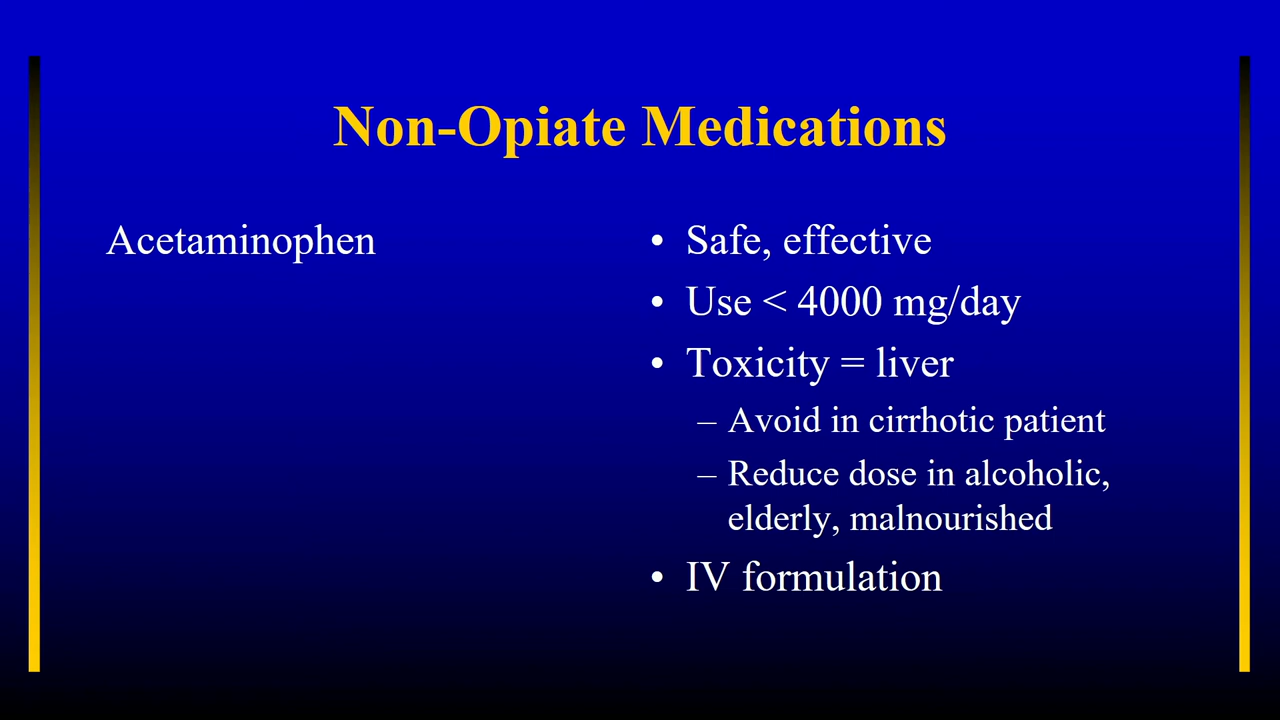 Non-Opiate Medications
Acetaminophen
• Safe, effective
• Use < 4000 mg/day
• Toxicity = liver
– Avoid in cirrhotic patient
– Reduce dose in alcoholic,
elderly, malnourished
• IV formulation